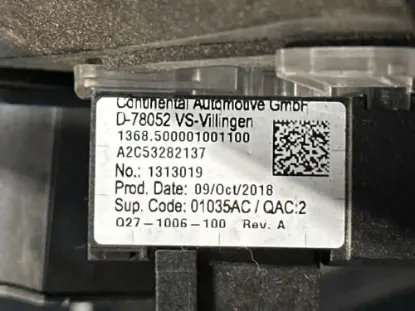 Continental Automotive GmbH
D-78052 VS-Villingen
1368.500001001100
A2C53282137
No.: 1313019
Prod. Date: 09/Oct/2018
Sup. Code: 01035AC / QAC:2
Q27-1006-100 Rev. A